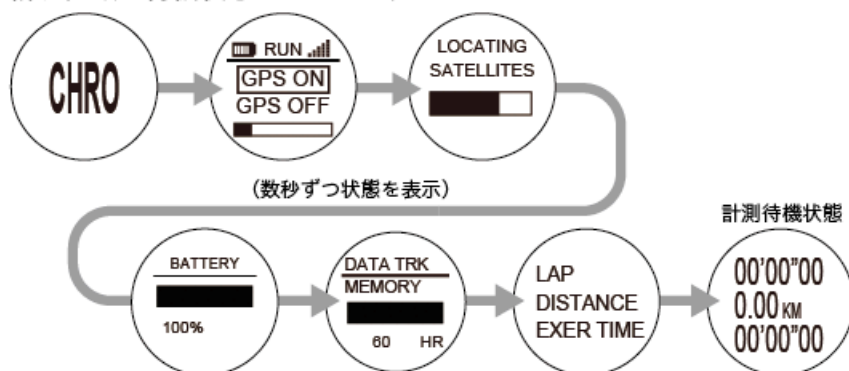 CHRO
RUN
GPS ON
GPS OFF
LOCATING
SATELLITES
(数秒ずつ状態を表示)
計測待機状態
BATTERY
100%
DATA TRK
MEMORY
60 HR
LAP
DISTANCE
EXER TIME
00'00"00
0.00 KM
00'00"00